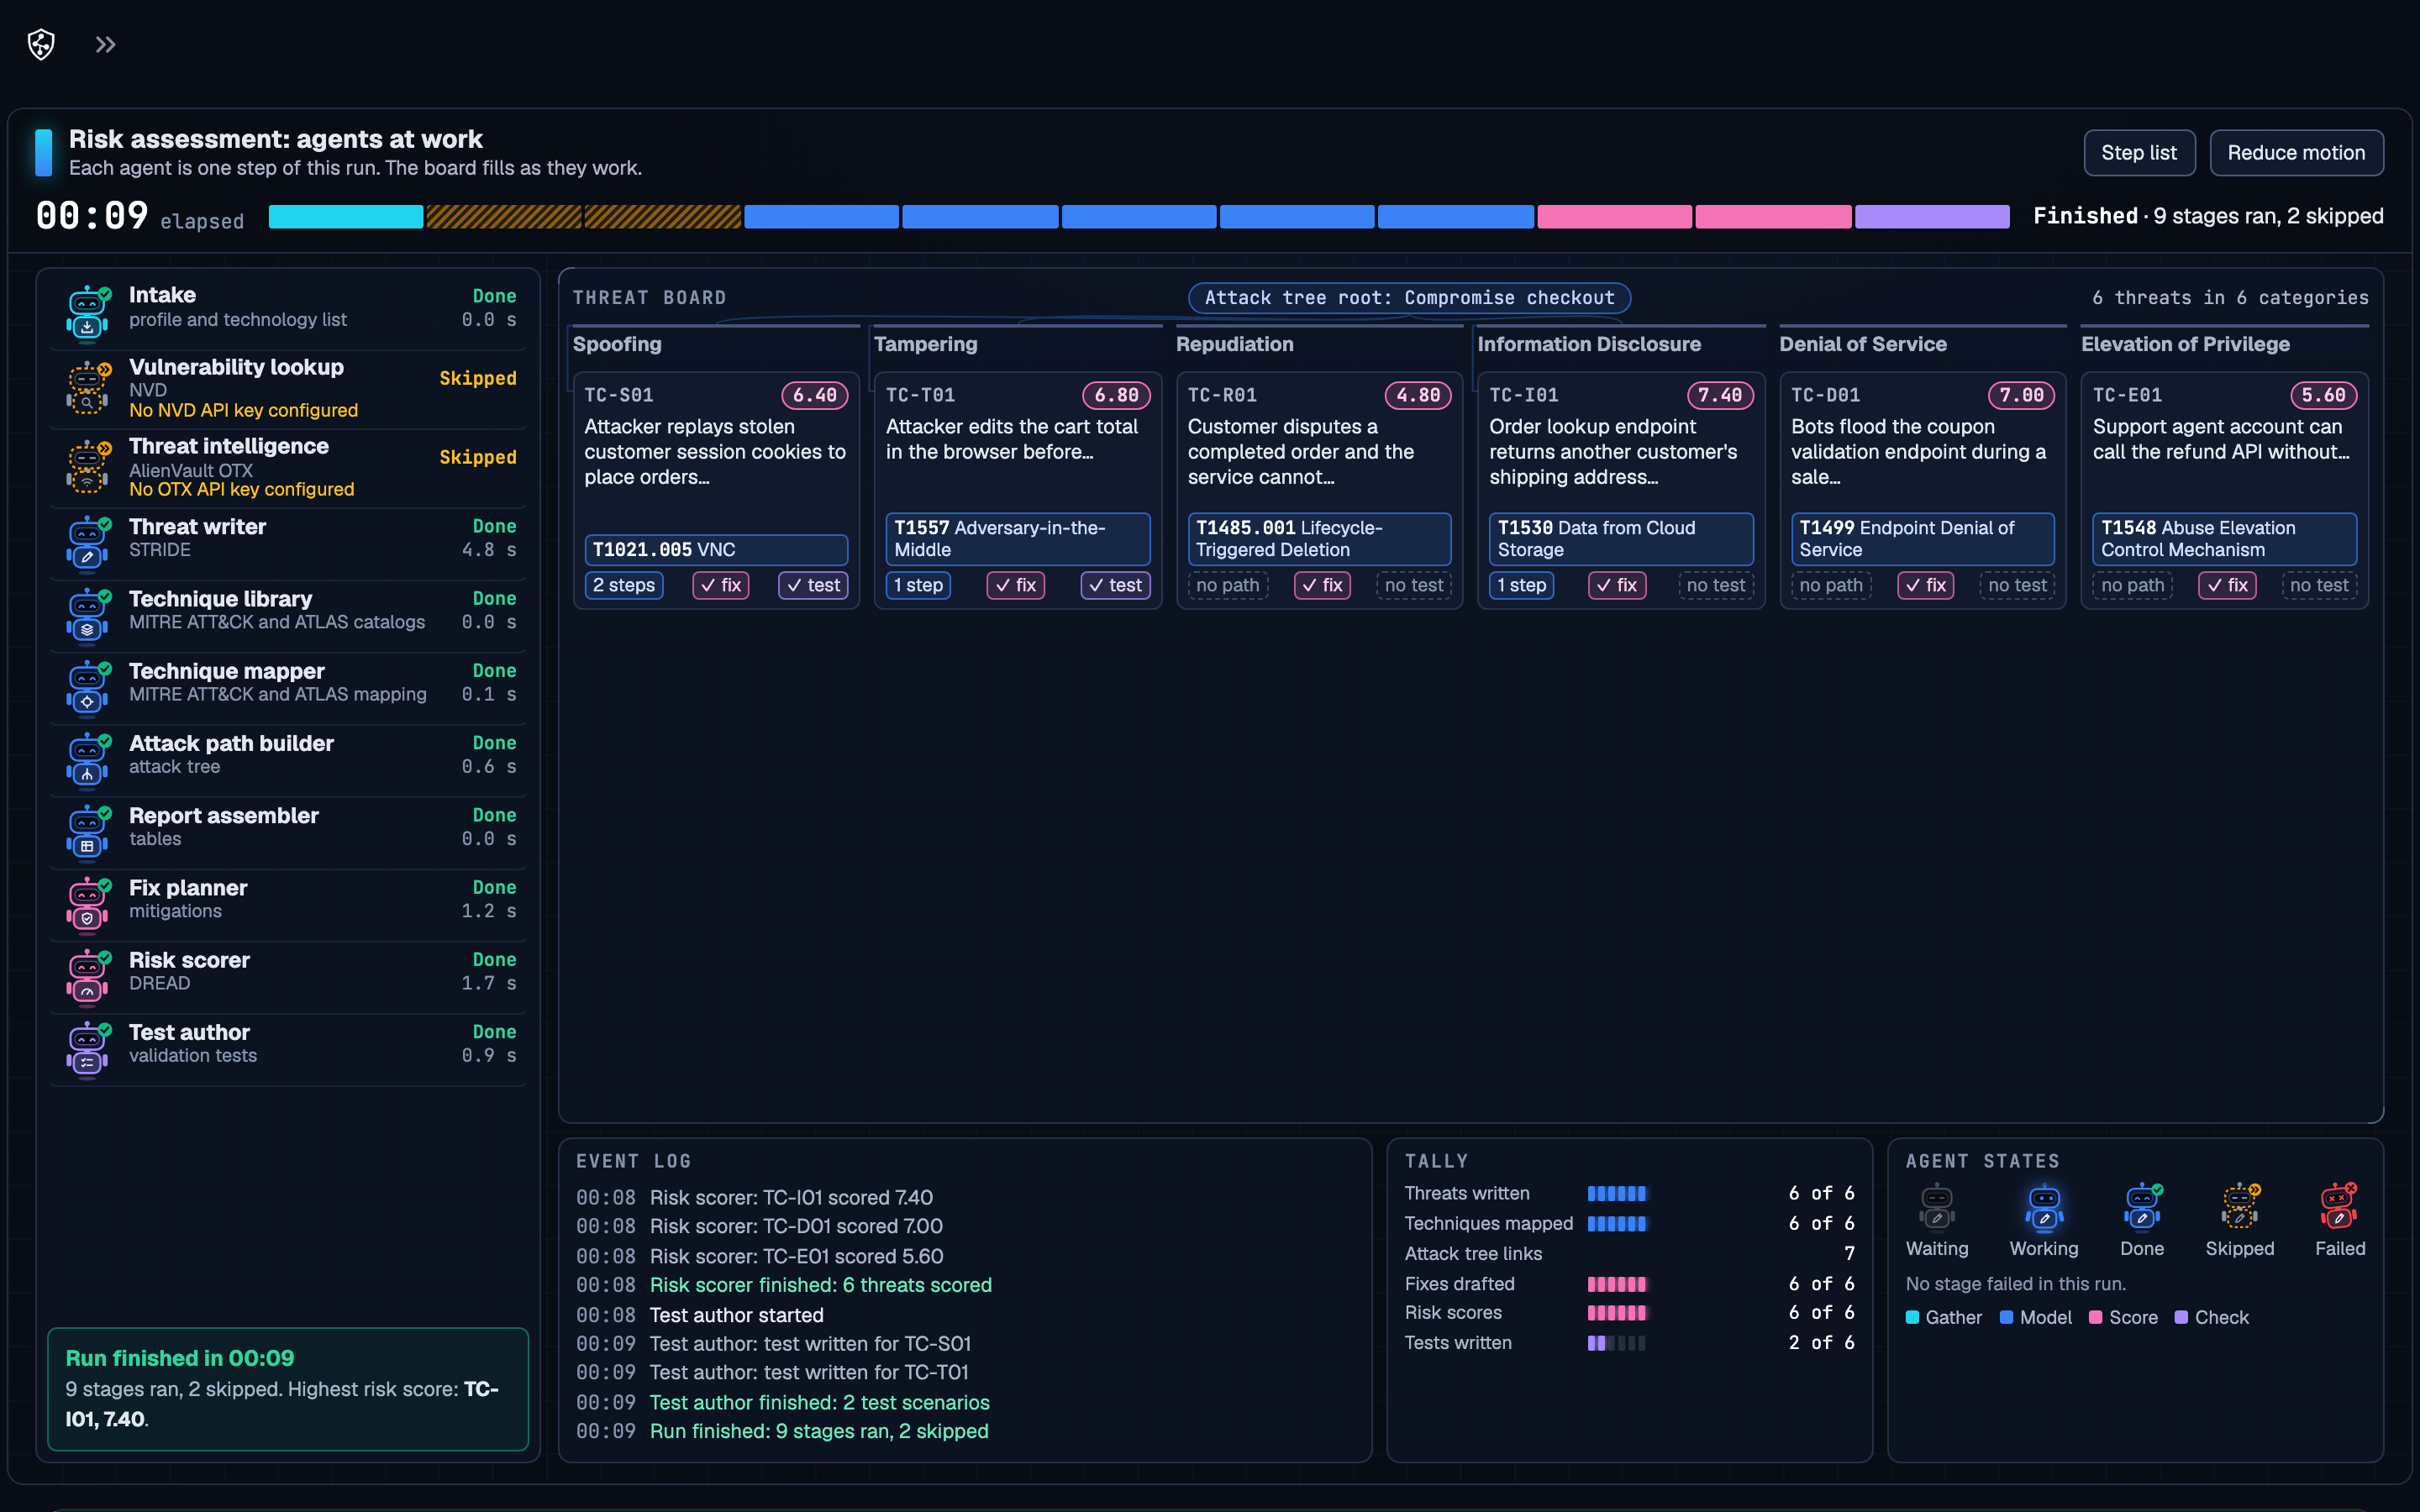 Risk assessment: agents at work
Each agent is one step of this run. The board fills as they work.
Step list
Reduce motion
00:09 elapsed
Finished · 9 stages ran, 2 skipped
Intake
Done
profile and technology list
0.0 s
Vulnerability lookup
NVD
Skipped
No NVD API key configured
Threat intelligence
AlienVault OTX
Skipped
No OTX API key configured
Threat writer
Done
STRIDE
4.8 s
Technique library
Done
MITRE ATT&CK and ATLAS catalogs
0.0 s
Technique mapper
Done
MITRE ATT&CK and ATLAS mapping
0.1 s
Attack path builder
Done
attack tree
0.6 s
Report assembler
Done
tables
0.0 s
Fix planner
Done
mitigations
1.2 s
Risk scorer
Done
DREAD
1.7 s
Test author
Done
validation tests
0.9 s
Run finished in 00:09
9 stages ran, 2 skipped. Highest risk score: TC-
I01, 7.40.
THREAT BOARD
Attack tree root: Compromise checkout
6 threats in 6 categories
Spoofing
TC-S01 6.40
Attacker replays stolen
customer session cookies to
place orders...
T1021.005 VNC
2 steps ✓ fix ✓ test
Tampering
TC-T01 6.80
Attacker edits the cart total
in the browser before...
T1557 Adversary-in-the-
Middle
1 step ✓ fix ✓ test
Repudiation
TC-R01 4.80
Customer disputes a
completed order and the
service cannot...
T1485.001 Lifecycle-
Triggered Deletion
no path ✓ fix no test
Information Disclosure
TC-I01 7.40
Order lookup endpoint
returns another customer's
shipping address...
T1530 Data from Cloud
Storage
1 step ✓ fix no test
Denial of Service
TC-D01 7.00
Bots flood the coupon
validation endpoint during a
sale...
T1499 Endpoint Denial of
Service
no path ✓ fix no test
Elevation of Privilege
TC-E01 5.60
Support agent account can
call the refund API without...
T1548 Abuse Elevation
Control Mechanism
no path ✓ fix no test
EVENT LOG
00:08 Risk scorer: TC-I01 scored 7.40
00:08 Risk scorer: TC-D01 scored 7.00
00:08 Risk scorer: TC-E01 scored 5.60
00:08 Risk scorer finished: 6 threats scored
00:08 Test author started
00:09 Test author: test written for TC-S01
00:09 Test author: test written for TC-T01
00:09 Test author finished: 2 test scenarios
00:09 Run finished: 9 stages ran, 2 skipped
TALLY
Threats written 6 of 6
Techniques mapped 6 of 6
Attack tree links 7
Fixes drafted 6 of 6
Risk scores 6 of 6
Tests written 2 of 6
AGENT STATES
Waiting Working Done Skipped Failed
No stage failed in this run.
Gather Model Score Check